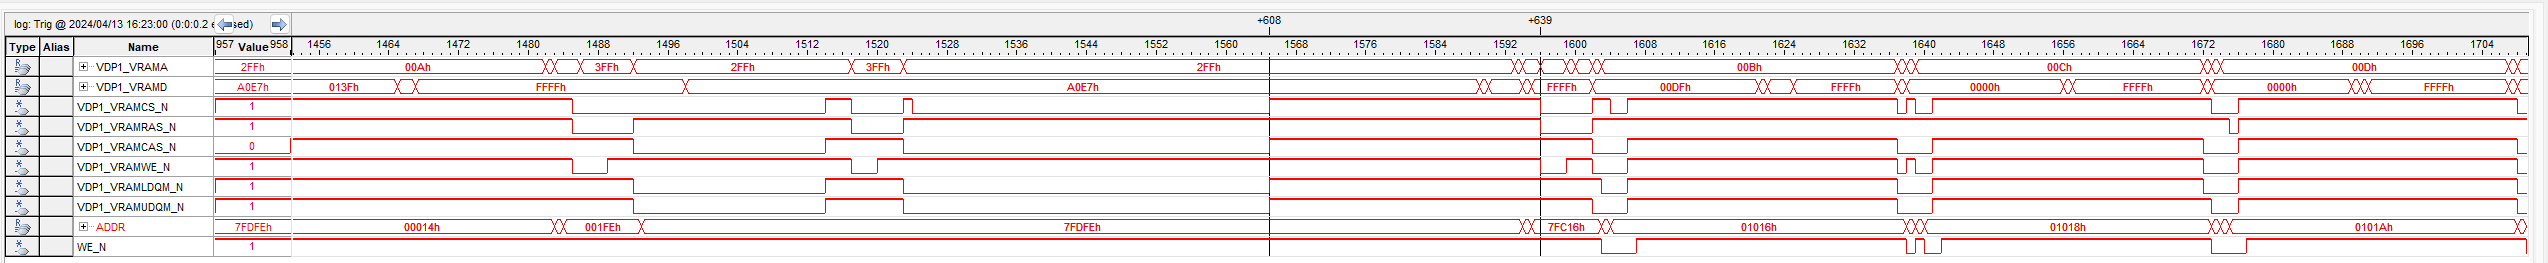 +608 +639
log: Trig @ 2024/04/13 16:23:00 (0:0:0.2 sed)
Type Alias Name 957 Value 958 1456 1464 1472 1480 1488 1496 1504 1512 1520 1528 1536 1544 1552 1560 1568 1576 1584 1592 1600 1608 1616 1624 1632 1640 1648 1656 1664 1672 1680 1688 1696 1704
R VDP1_VRAMA 2FFh 00Ah 3FFh 2FFh 3FFh 2FFh 00Bh 00Ch 00Dh
R VDP1_VRAMD A0E7h 013Fh FFFFh A0E7h FFFFh 00DFh FFFFh 0000h FFFFh 0000h FFFFh
* VDP1_VRAMCS_N 1
* VDP1_VRAMRAS_N 1
* VDP1_VRAMCAS_N 0
* VDP1_VRAMWE_N 1
* VDP1_VRAMLDQM_N 1
* VDP1_VRAMUDQM_N 1
R ADDR 7FDFEh 00014h 001FEh 7FDFEh 7FC16h 01016h 01018h 0101Ah
* WE_N 1